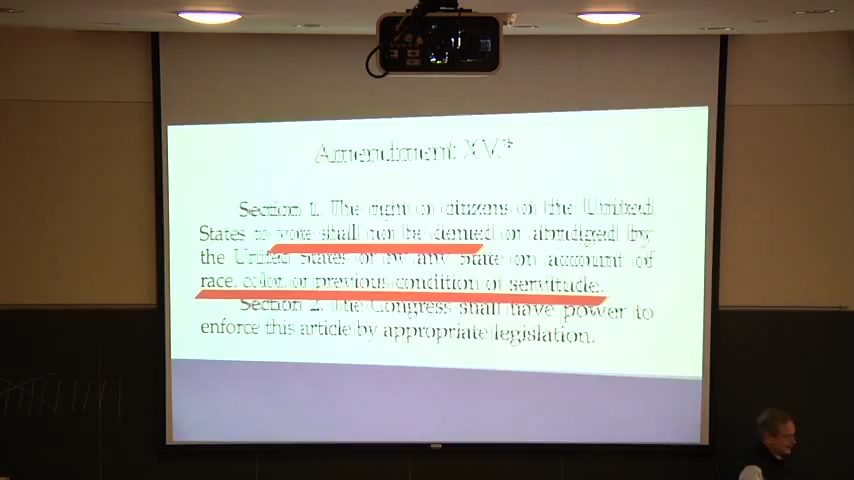 Amendment XV.*
Section 1. The right of citizens of the United
States to vote shall not be denied or abridged by
the United States or by any State on account of
race, color, or previous condition of servitude.
Section 2. The Congress shall have power to
enforce this article by appropriate legislation.